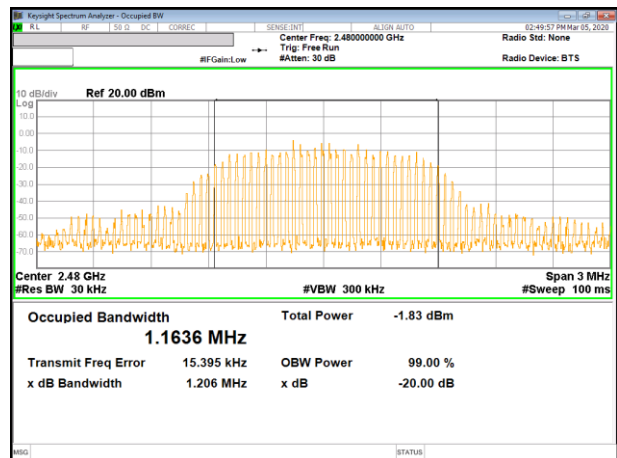 Keysight Spectrum Analyzer - Occupied BW
RL RF 50 Ω DC CORREC SENSE:INT ALIGN AUTO 02:49:57 PM Mar 05, 2020
Center Freq: 2.480000000 GHz Radio Std: None
Trig: Free Run
#IFGain:Low #Atten: 30 dB Radio Device: BTS
10 dB/div Ref 20.00 dBm
Log
10.0
0.00
-10.0
-20.0
-30.0
-40.0
-50.0
-60.0
-70.0
Center 2.48 GHz Span 3 MHz
#Res BW 30 kHz #VBW 300 kHz #Sweep 100 ms
Occupied Bandwidth Total Power -1.83 dBm
1.1636 MHz
Transmit Freq Error 15.395 kHz OBW Power 99.00 %
x dB Bandwidth 1.206 MHz x dB -20.00 dB
MSG STATUS